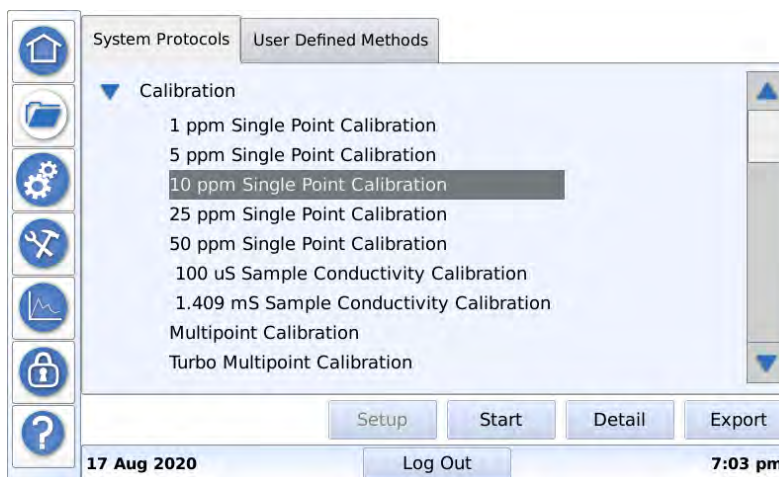 System Protocols User Defined Methods
Calibration
1 ppm Single Point Calibration
5 ppm Single Point Calibration
10 ppm Single Point Calibration
25 ppm Single Point Calibration
50 ppm Single Point Calibration
100 uS Sample Conductivity Calibration
1.409 mS Sample Conductivity Calibration
Multipoint Calibration
Turbo Multipoint Calibration
Setup Start Detail Export
17 Aug 2020 Log Out 7:03 pm